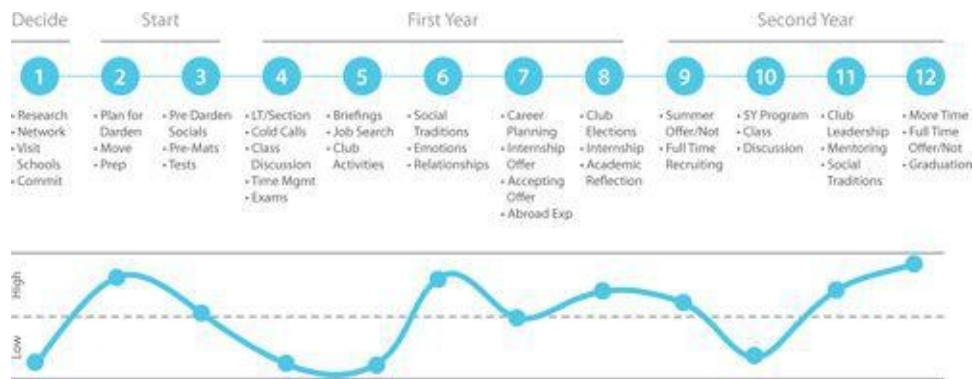 Decide Start First Year Second Year
1 2 3 4 5 6 7 8 9 10 11 12
• Research
• Network
• Visit
Schools
• Commit
• Plan for
Darden
• Move
• Prep
• Pre Darden
Socials
• Pre-Mats
• Tests
• LT/Section
• Cold Calls
• Class
Discussion
• Time Mgmt
• Exams
• Briefings
• Job Search
• Club
Activities
• Social
Traditions
• Emotions
• Relationships
• Career
Planning
• Internship
Offer
• Accepting
Offer
• Abroad Exp
• Club
Elections
• Internship
• Academic
Reflection
• Summer
Offer/Not
• Full Time
Recruiting
• SY Program
• Class
• Discussion
• Club
Leadership
• Mentoring
• Social
Traditions
• More Time
• Full Time
Offer/Not
• Graduation
High
Low